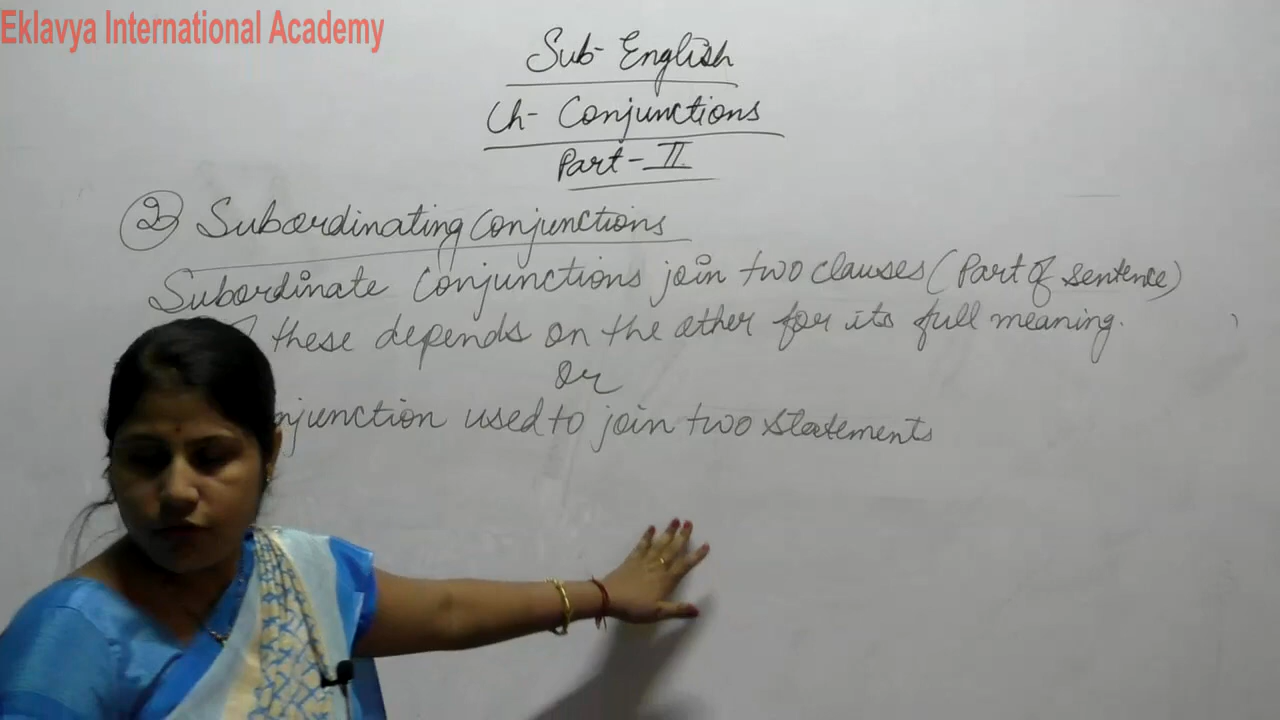 Eklavya International Academy
Sub- English
Ch- Conjunctions
Part- II
2 Subordinating Conjunctions
Subordinate Conjunctions join two clauses (Part of sentence)
these depends on the other for its full meaning.
Or
njunction used to join two statements